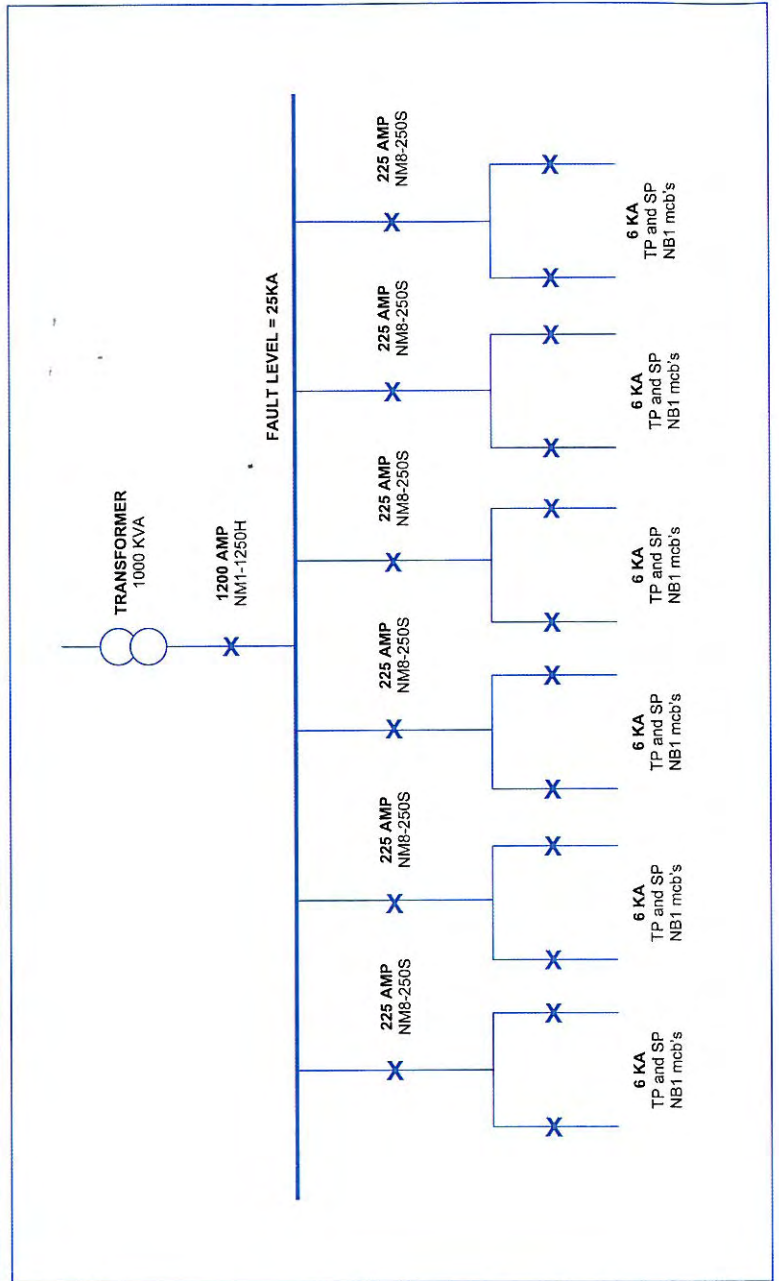 TRANSFORMER
1000 KVA
1200 AMP
NM1-1250H
FAULT LEVEL = 25KA
225 AMP
NM8-250S
225 AMP
NM8-250S
225 AMP
NM8-250S
225 AMP
NM8-250S
225 AMP
NM8-250S
225 AMP
NM8-250S
6 KA
TP and SP
NB1 mcb's
6 KA
TP and SP
NB1 mcb's
6 KA
TP and SP
NB1 mcb's
6 KA
TP and SP
NB1 mcb's
6 KA
TP and SP
NB1 mcb's
6 KA
TP and SP
NB1 mcb's